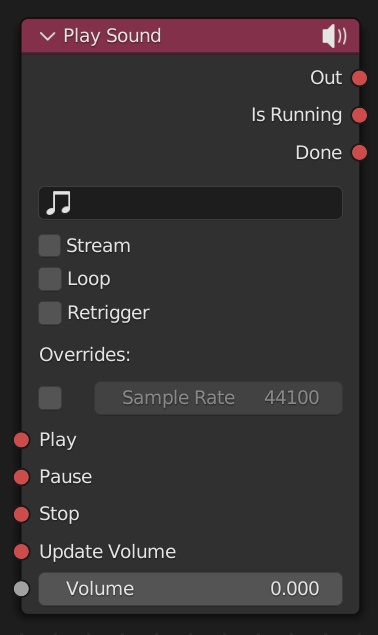 Play Sound
Out
Is Running
Done
Stream
Loop
Retrigger
Overrides:
Sample Rate 44100
Play
Pause
Stop
Update Volume
Volume 0.000